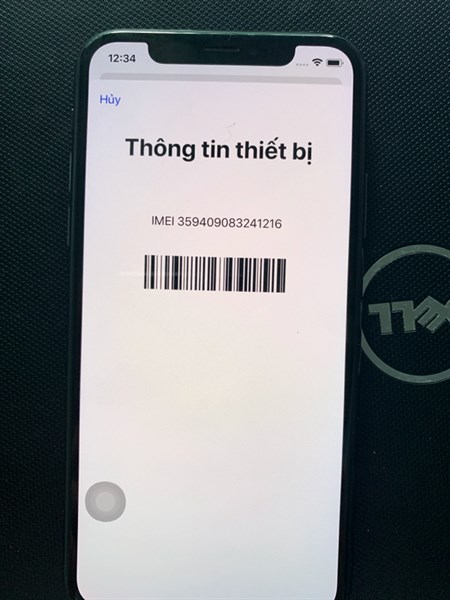 12:34
Hủy
Thông tin thiết bị
IMEI 359409083241216
DELL